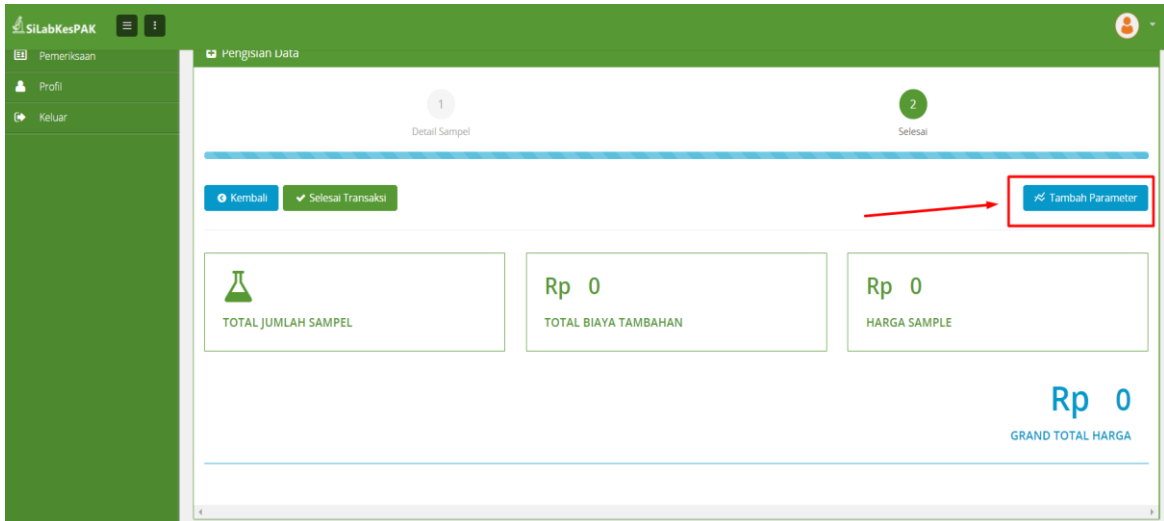 SiLabKesPAK
Pemeriksaan
Profil
Keluar
Pengisian Data
1
Detail Sampel
2
Selesai
Kembali
Selesai Transaksi
Tambah Parameter
TOTAL JUMLAH SAMPEL
Rp 0
TOTAL BIAYA TAMBAHAN
Rp 0
HARGA SAMPLE
Rp 0
GRAND TOTAL HARGA